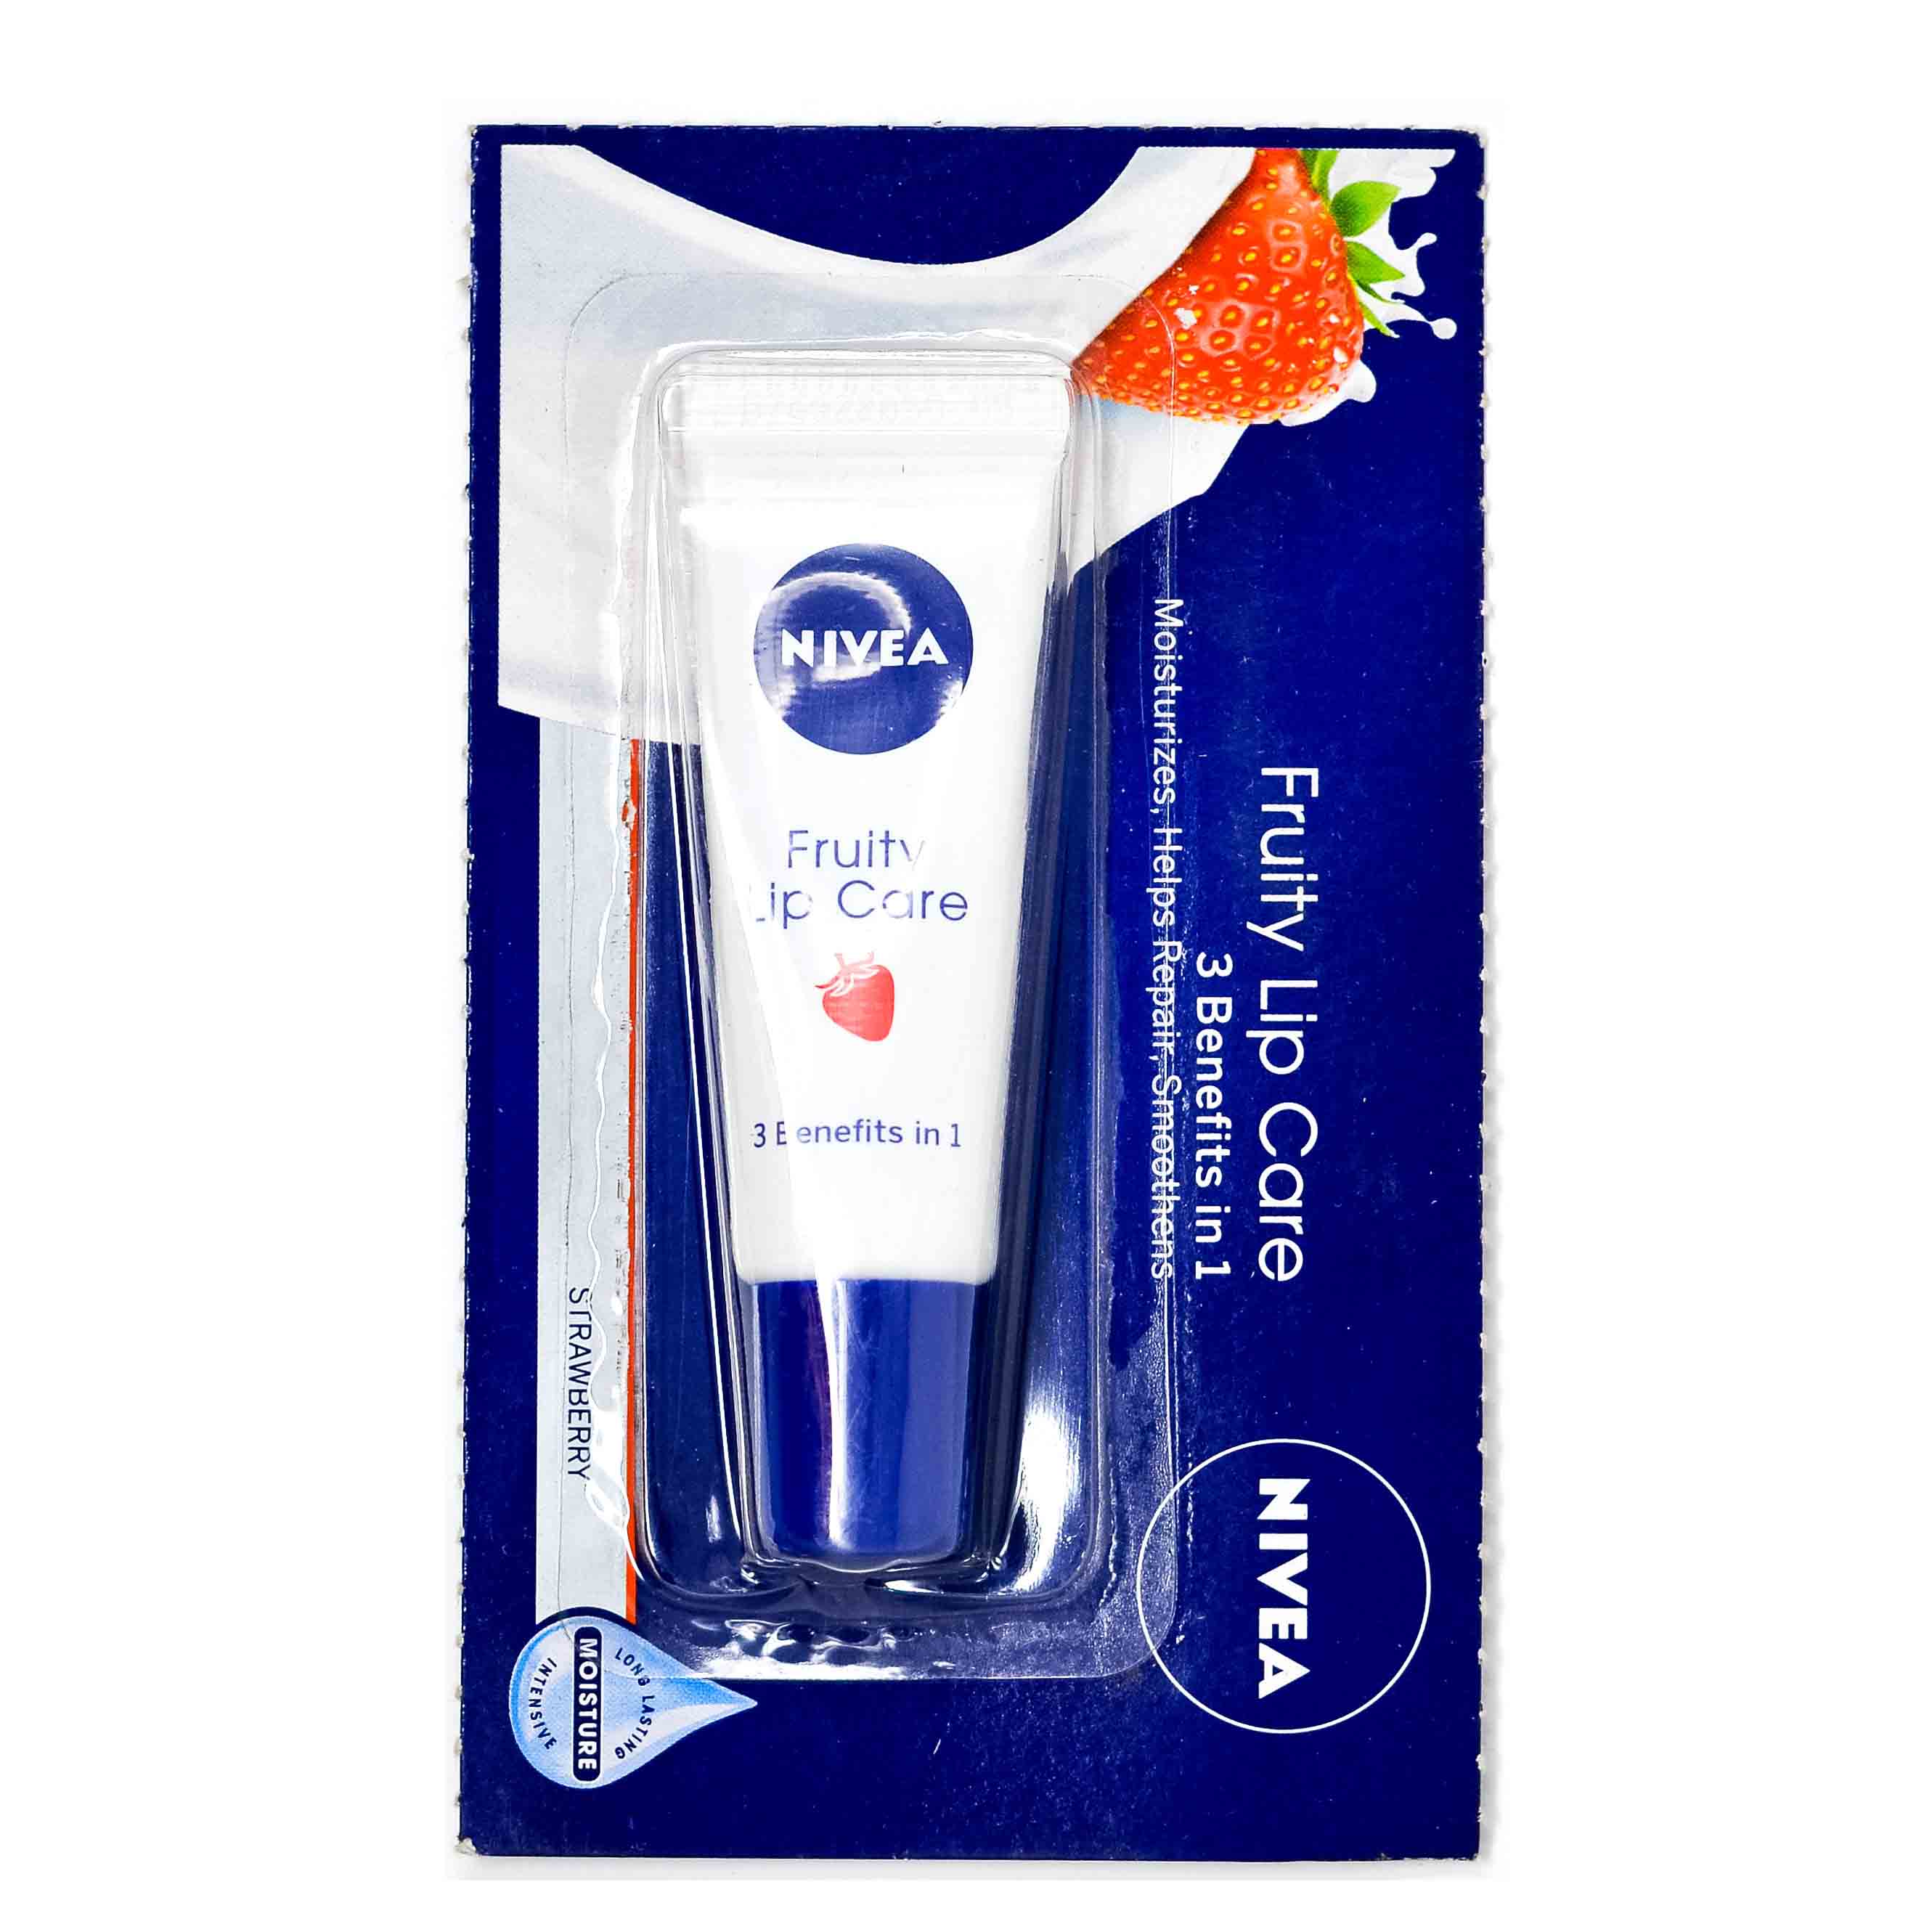 NIVEA
Fruity
Lip Care
3 Benefits in 1
Fruity Lip Care
3 Benefits in 1
Moisturizes, Helps Repair, Smoothens
NIVEA
STRAWBERRY
LONG LASTING
MOISTURE
INTENSIVE